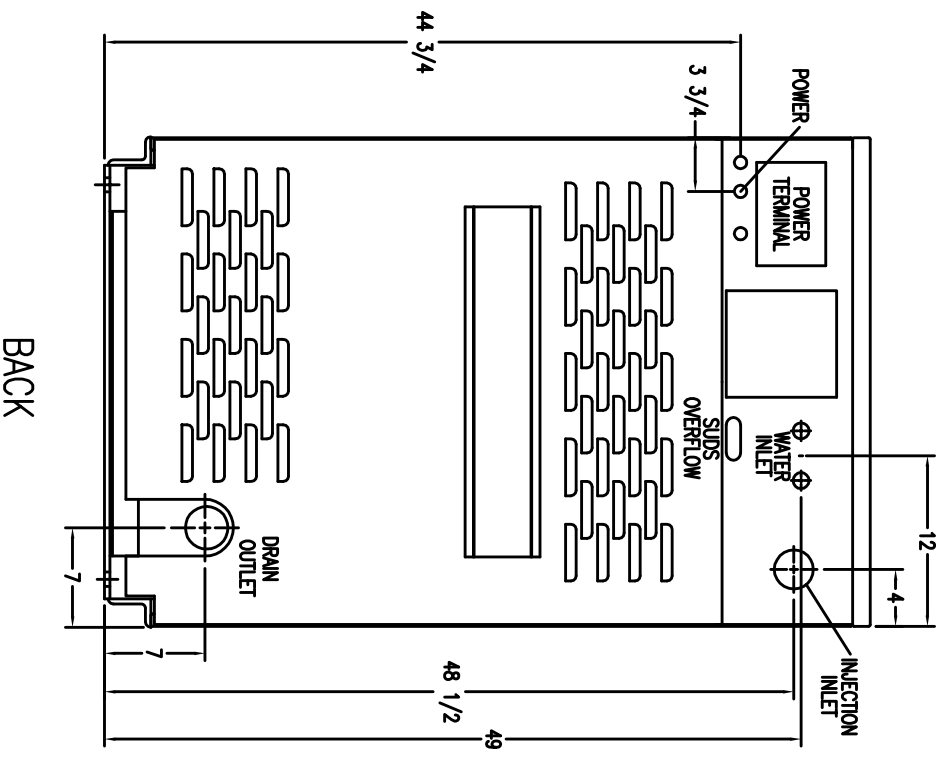 44 3/4
3 3/4
POWER
POWER
TERMINAL
SUDS
OVERFLOW
WATER
INLET
12
4
INJECTION
INLET
DRAIN
OUTLET
7
7
48 1/2
49
BACK